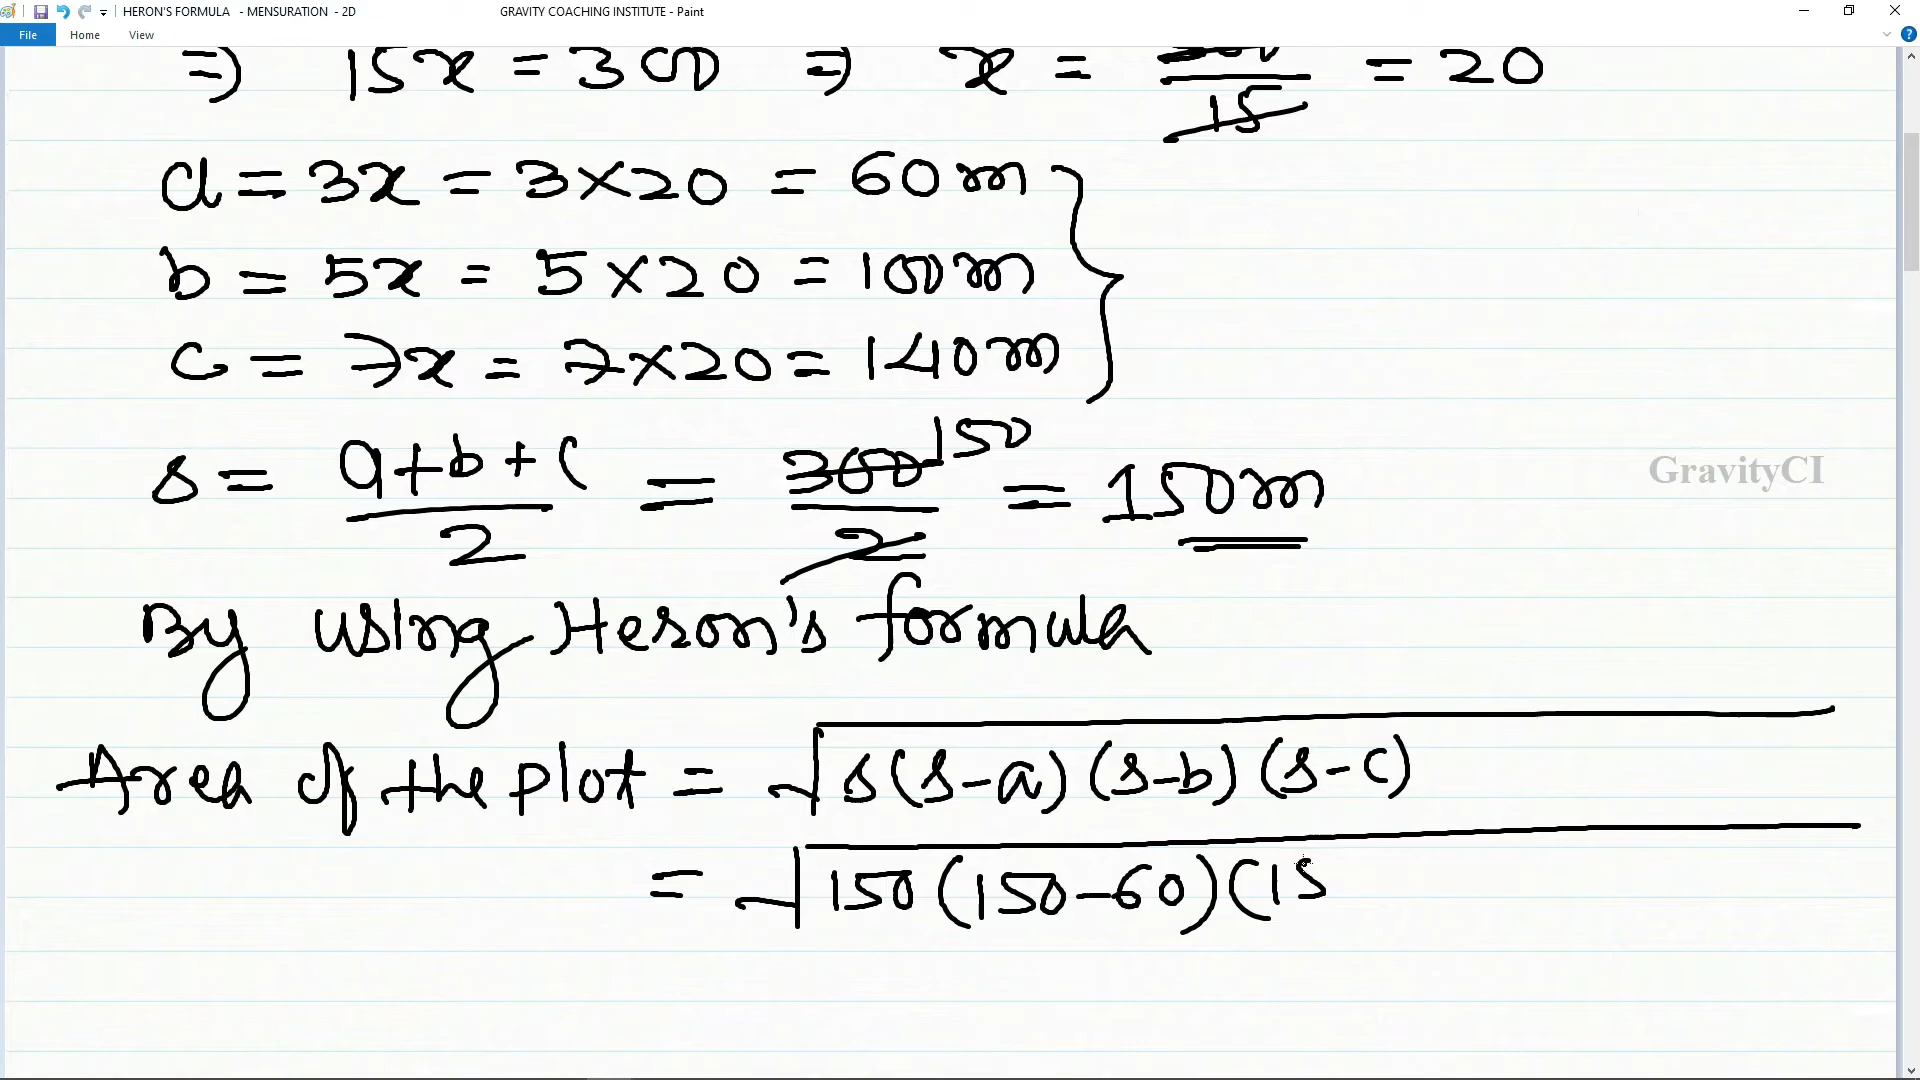 HERON'S FORMULA - MENSURATION - 2D GRAVITY COACHING INSTITUTE - Paint
File Home View
⇒ 15x = 300 ⇒ x = 300/15 = 20
a = 3x = 3×20 = 60m
b = 5x = 5×20 = 100m
c = 7x = 7×20 = 140m
s = a+b+c/2 = 300/2 150 = 150m
GravityCI
By using Heron's formula
Area of the plot = √s(s-a)(s-b)(s-c)
= √150(150-60)(15